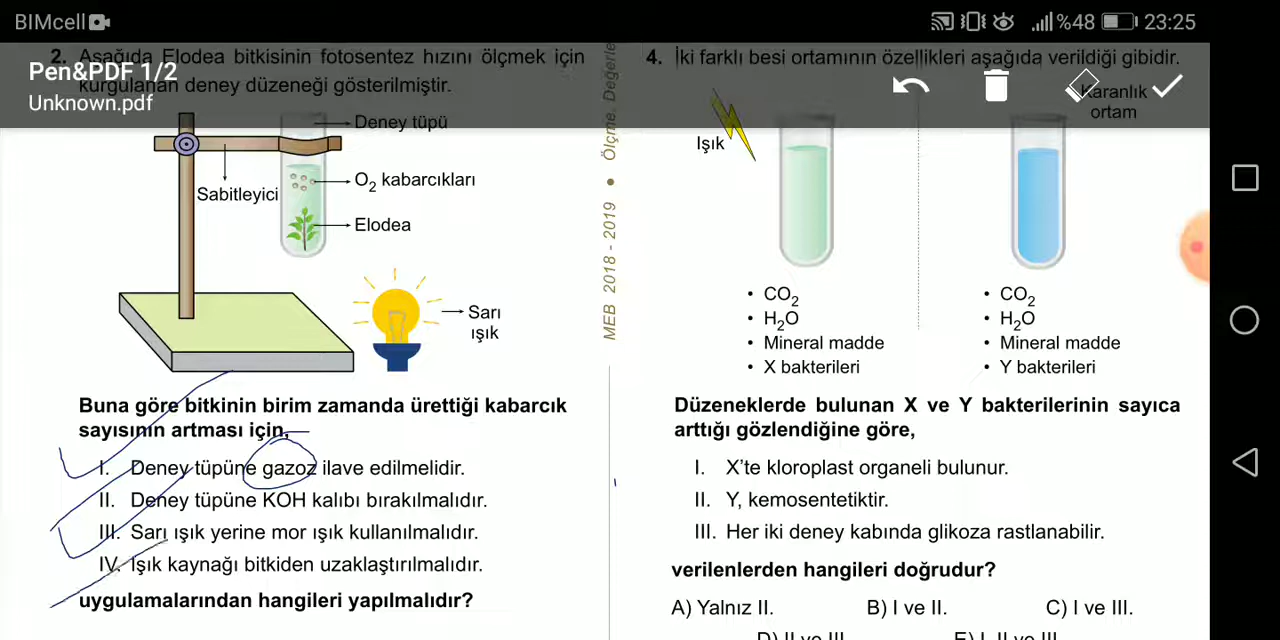 BIMcell
%48
23:25
Pen&PDF 1/2
Unknown.pdf
2. Aşağıda Elodea bitkisinin fotosentez hızını ölçmek için
kurgulanan deney düzeneği gösterilmiştir.
Deney tüpü
Sabitleyici
O₂ kabarcıkları
Elodea
Sarı
ışık
Buna göre bitkinin birim zamanda ürettiği kabarcık
sayısının artması için,
I. Deney tüpüne gazoz ilave edilmelidir.
II. Deney tüpüne KOH kalıbı bırakılmalıdır.
III. Sarı ışık yerine mor ışık kullanılmalıdır.
IV. Işık kaynağı bitkiden uzaklaştırılmalıdır.
uygulamalarından hangileri yapılmalıdır?
MEB 2018 - 2019 • Ölçme, Değerle
4. İki farklı besi ortamının özellikleri aşağıda verildiği gibidir.
Işık
Karanlık
ortam
• CO₂
• H₂O
• Mineral madde
• X bakterileri
• CO₂
• H₂O
• Mineral madde
• Y bakterileri
Düzeneklerde bulunan X ve Y bakterilerinin sayıca
arttığı gözlendiğine göre,
I. X’te kloroplast organeli bulunur.
II. Y, kemosentetiktir.
III. Her iki deney kabında glikoza rastlanabilir.
verilenlerden hangileri doğrudur?
A) Yalnız II. B) I ve II. C) I ve III.
D) II ve III. E) I, II ve III.